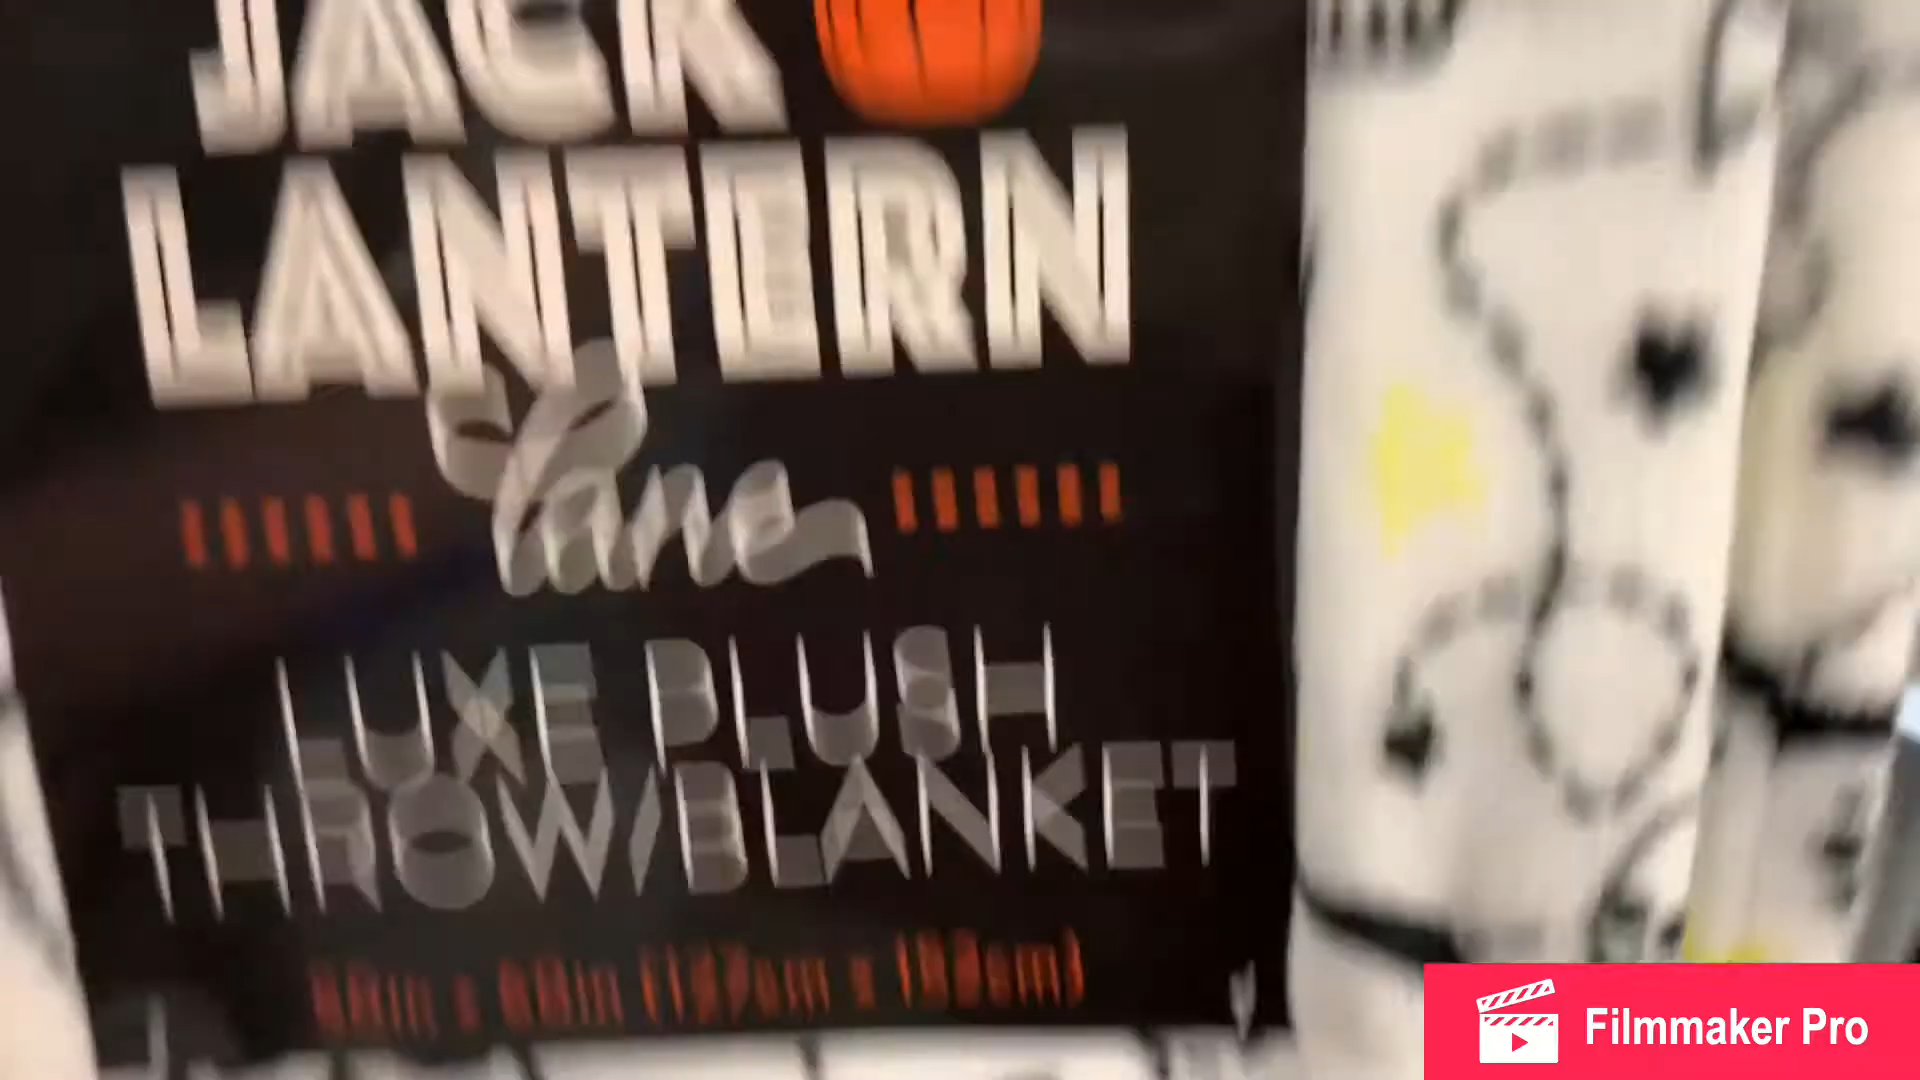 JACK
LANTERN
Lane
LUXE PLUSH
THROW/BLANKET
Filmmaker Pro